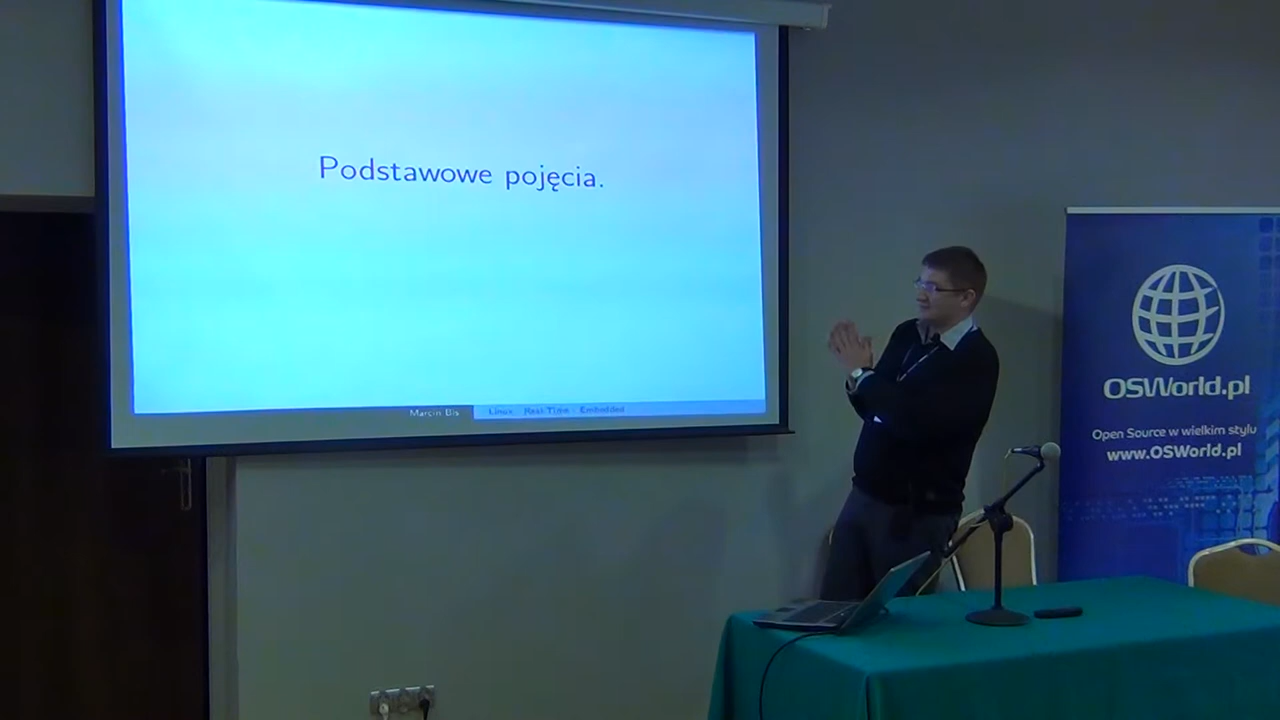 Podstawowe pojęcia.
Marcin Bis
Linux Real-Time Embedded
OSWorld.pl
Open Source w wielkim stylu
www.OSWorld.pl